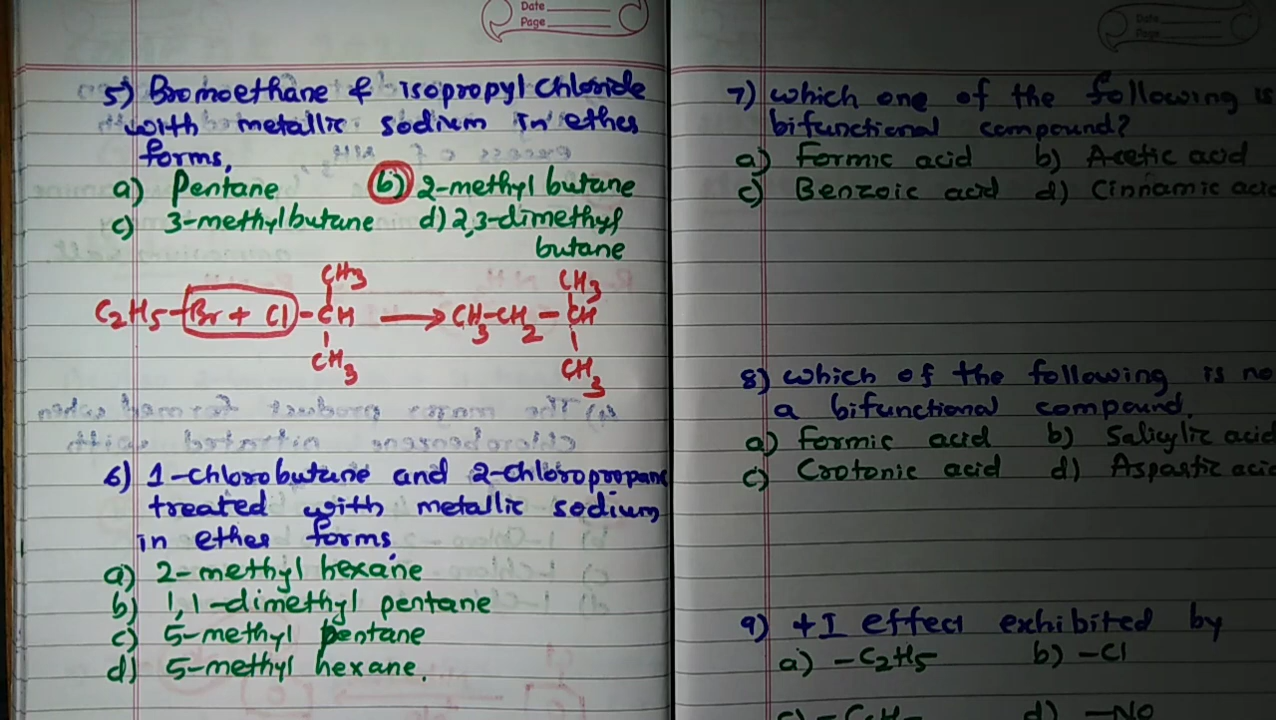 Date
Page
5) Bromoethane & isopropyl chloride
with metallic sodium in ether
forms,
a) Pentane b) 2-methyl butane
c) 3-methylbutane d) 2,3-dimethyl
butane
CH3 CH3
C2H5-Br + Cl-CH → CH3-CH2-CH
CH3 CH3
6) 1-chlorobutane and 2-chloropropane
treated with metallic sodium
in ether forms.
a) 2-methyl hexane
b) 1,1-dimethyl pentane
c) 5-methyl pentane
d) 5-methyl hexane.
Date
Page
7) which one of the following is
bifunctional compound?
a) Formic acid b) Acetic acid
c) Benzoic acid d) Cinnamic acid
8) which of the following is no
a bifunctional compound.
a) Formic acid b) Salicylic acid
c) Crotonic acid d) Aspastic acid
9) +I effect exhibited by
a) -C2H5 b) -Cl
d) -No